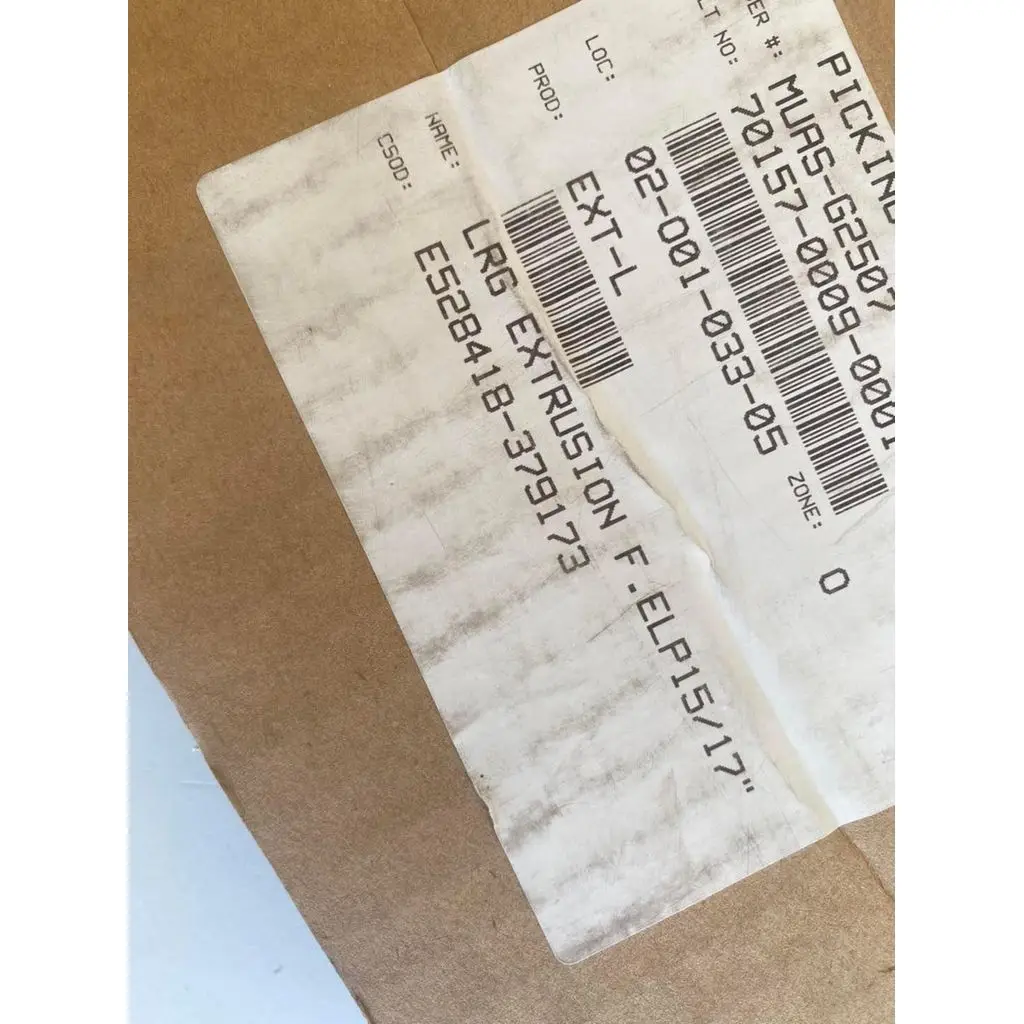 PICKIN
ER #: MUAS-G2507
LT NO: 70157-0009-0001
LOC: 02-001-033-05 ZONE: 0
PROD: EXT-L
NAME: LRG EXTRUSION F.ELP15/17"
CSOD: E528418-379173